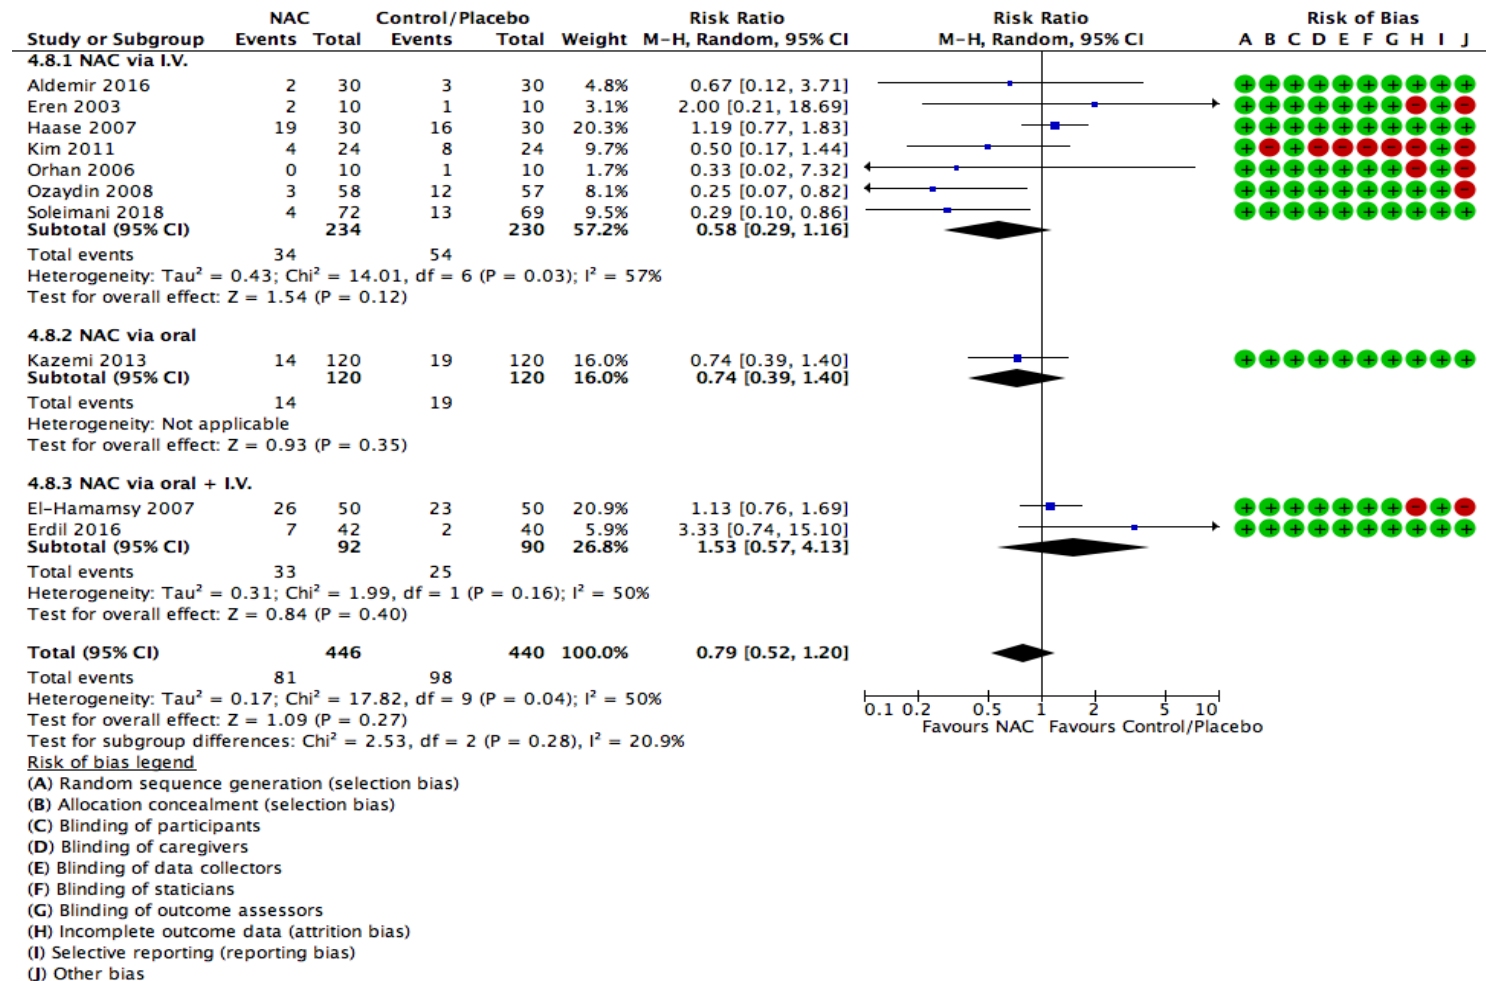 NAC Control/Placebo Risk Ratio Risk Ratio Risk of Bias
Study or Subgroup Events Total Events Total Weight M-H, Random, 95% CI M-H, Random, 95% CI A B C D E F G H I J
4.8.1 NAC via I.V.
Aldemir 2016 2 30 3 30 4.8% 0.67 [0.12, 3.71] + + + + + + + + + +
Eren 2003 2 10 1 10 3.1% 2.00 [0.21, 18.69] + + + + + + + - + -
Haase 2007 19 30 16 30 20.3% 1.19 [0.77, 1.83] + + + + + + + + + +
Kim 2011 4 24 8 24 9.7% 0.50 [0.17, 1.44] + - + - - - - - + -
Orhan 2006 0 10 1 10 1.7% 0.33 [0.02, 7.32] + + + + + + + - + -
Ozaydin 2008 3 58 12 57 8.1% 0.25 [0.07, 0.82] + + + + + + + + + -
Soleimani 2018 4 72 13 69 9.5% 0.29 [0.10, 0.86] + + + + + + + + + +
Subtotal (95% CI) 234 230 57.2% 0.58 [0.29, 1.16]
Total events 34 54
Heterogeneity: Tau² = 0.43; Chi² = 14.01, df = 6 (P = 0.03); I² = 57%
Test for overall effect: Z = 1.54 (P = 0.12)
4.8.2 NAC via oral
Kazemi 2013 14 120 19 120 16.0% 0.74 [0.39, 1.40] + + + + + + + + + +
Subtotal (95% CI) 120 120 16.0% 0.74 [0.39, 1.40]
Total events 14 19
Heterogeneity: Not applicable
Test for overall effect: Z = 0.93 (P = 0.35)
4.8.3 NAC via oral + I.V.
El-Hamamsy 2007 26 50 23 50 20.9% 1.13 [0.76, 1.69] + + + + + + + - + -
Erdil 2016 7 42 2 40 5.9% 3.33 [0.74, 15.10] + + + + + + + + + +
Subtotal (95% CI) 92 90 26.8% 1.53 [0.57, 4.13]
Total events 33 25
Heterogeneity: Tau² = 0.31; Chi² = 1.99, df = 1 (P = 0.16); I² = 50%
Test for overall effect: Z = 0.84 (P = 0.40)
Total (95% CI) 446 440 100.0% 0.79 [0.52, 1.20]
Total events 81 98
Heterogeneity: Tau² = 0.17; Chi² = 17.82, df = 9 (P = 0.04); I² = 50%
Test for overall effect: Z = 1.09 (P = 0.27)
Test for subgroup differences: Chi² = 2.53, df = 2 (P = 0.28), I² = 20.9%
0.1 0.2 0.5 1 2 5 10
Favours NAC Favours Control/Placebo
Risk of bias legend
(A) Random sequence generation (selection bias)
(B) Allocation concealment (selection bias)
(C) Blinding of participants
(D) Blinding of caregivers
(E) Blinding of data collectors
(F) Blinding of staticians
(G) Blinding of outcome assessors
(H) Incomplete outcome data (attrition bias)
(I) Selective reporting (reporting bias)
(J) Other bias